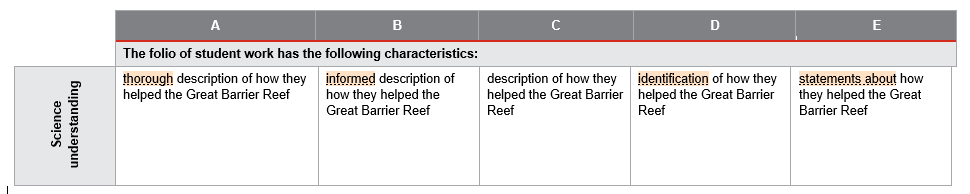 A B C D E
The folio of student work has the following characteristics:
Science
understanding
thorough description of how they
helped the Great Barrier Reef
informed description of
how they helped the
Great Barrier Reef
description of how they
helped the Great Barrier
Reef
identification of how they
helped the Great Barrier
Reef
statements about how
they helped the Great
Barrier Reef